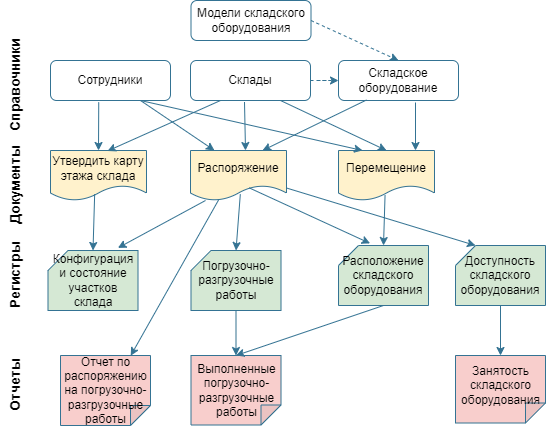 Модели складского
оборудования
Справочники
Сотрудники
Склады
Складское
оборудование
Документы
Утвердить карту
этажа склада
Распоряжение
Перемещение
Регистры
Конфигурация
и состояние
участков
склада
Погрузочно-
разгрузочные
работы
Расположение
складского
оборудования
Доступность
складского
оборудования
Отчеты
Отчет по
распоряжению
на погрузочно-
разгрузочные
работы
Выполненные
погрузочно-
разгрузочные
работы
Занятость
складского
оборудования